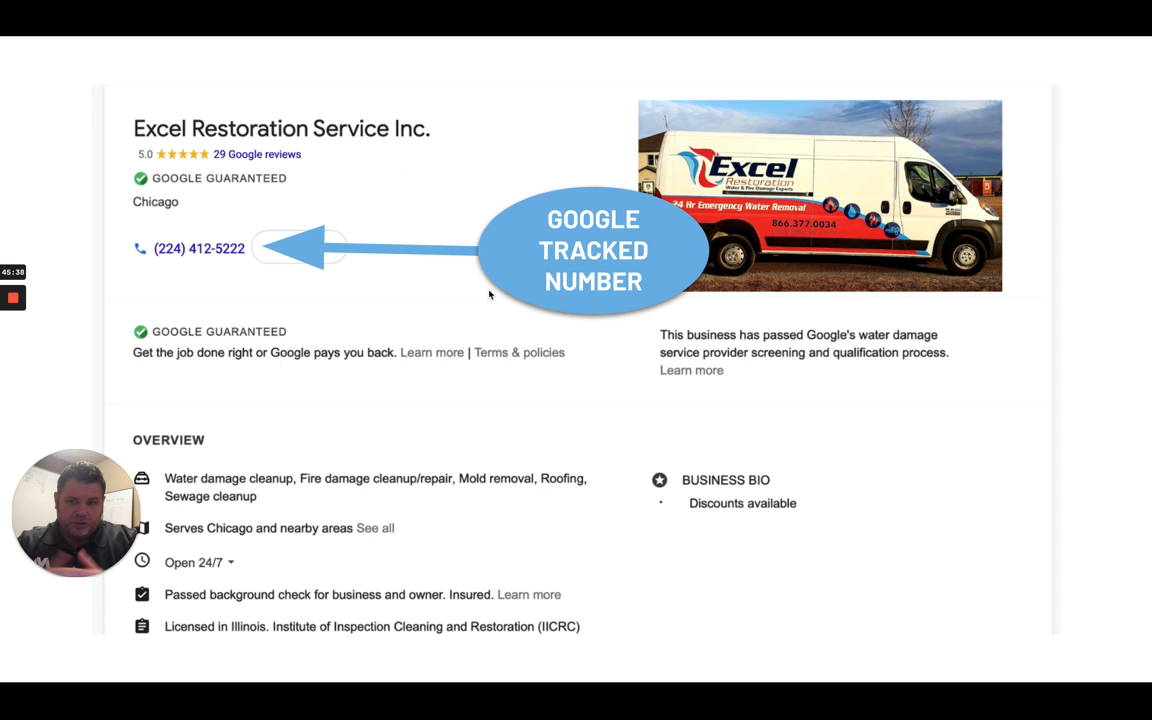 Excel Restoration Service Inc.
5.0 ★★★★★ 29 Google reviews
GOOGLE GUARANTEED
Chicago
(224) 412-5222
GOOGLE
TRACKED
NUMBER
Excel
Restoration
Water & Fire Damage Experts
24 Hr Emergency Water Removal
866.377.0034
45:38
GOOGLE GUARANTEED
Get the job done right or Google pays you back. Learn more | Terms & policies
This business has passed Google's water damage
service provider screening and qualification process.
Learn more
OVERVIEW
Water damage cleanup, Fire damage cleanup/repair, Mold removal, Roofing,
Sewage cleanup
Serves Chicago and nearby areas See all
Open 24/7
Passed background check for business and owner. Insured. Learn more
Licensed in Illinois. Institute of Inspection Cleaning and Restoration (IICRC)
BUSINESS BIO
· Discounts available